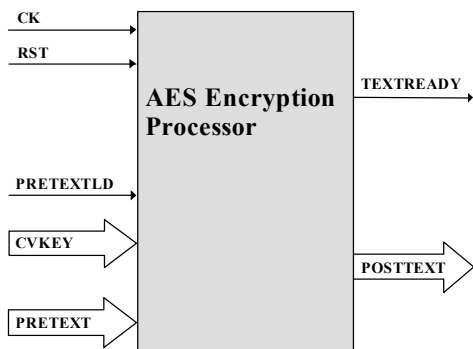 CK
RST
AES Encryption
Processor
TEXTREADY
PRETEXTLD
CVKEY
POSTTEXT
PRETEXT